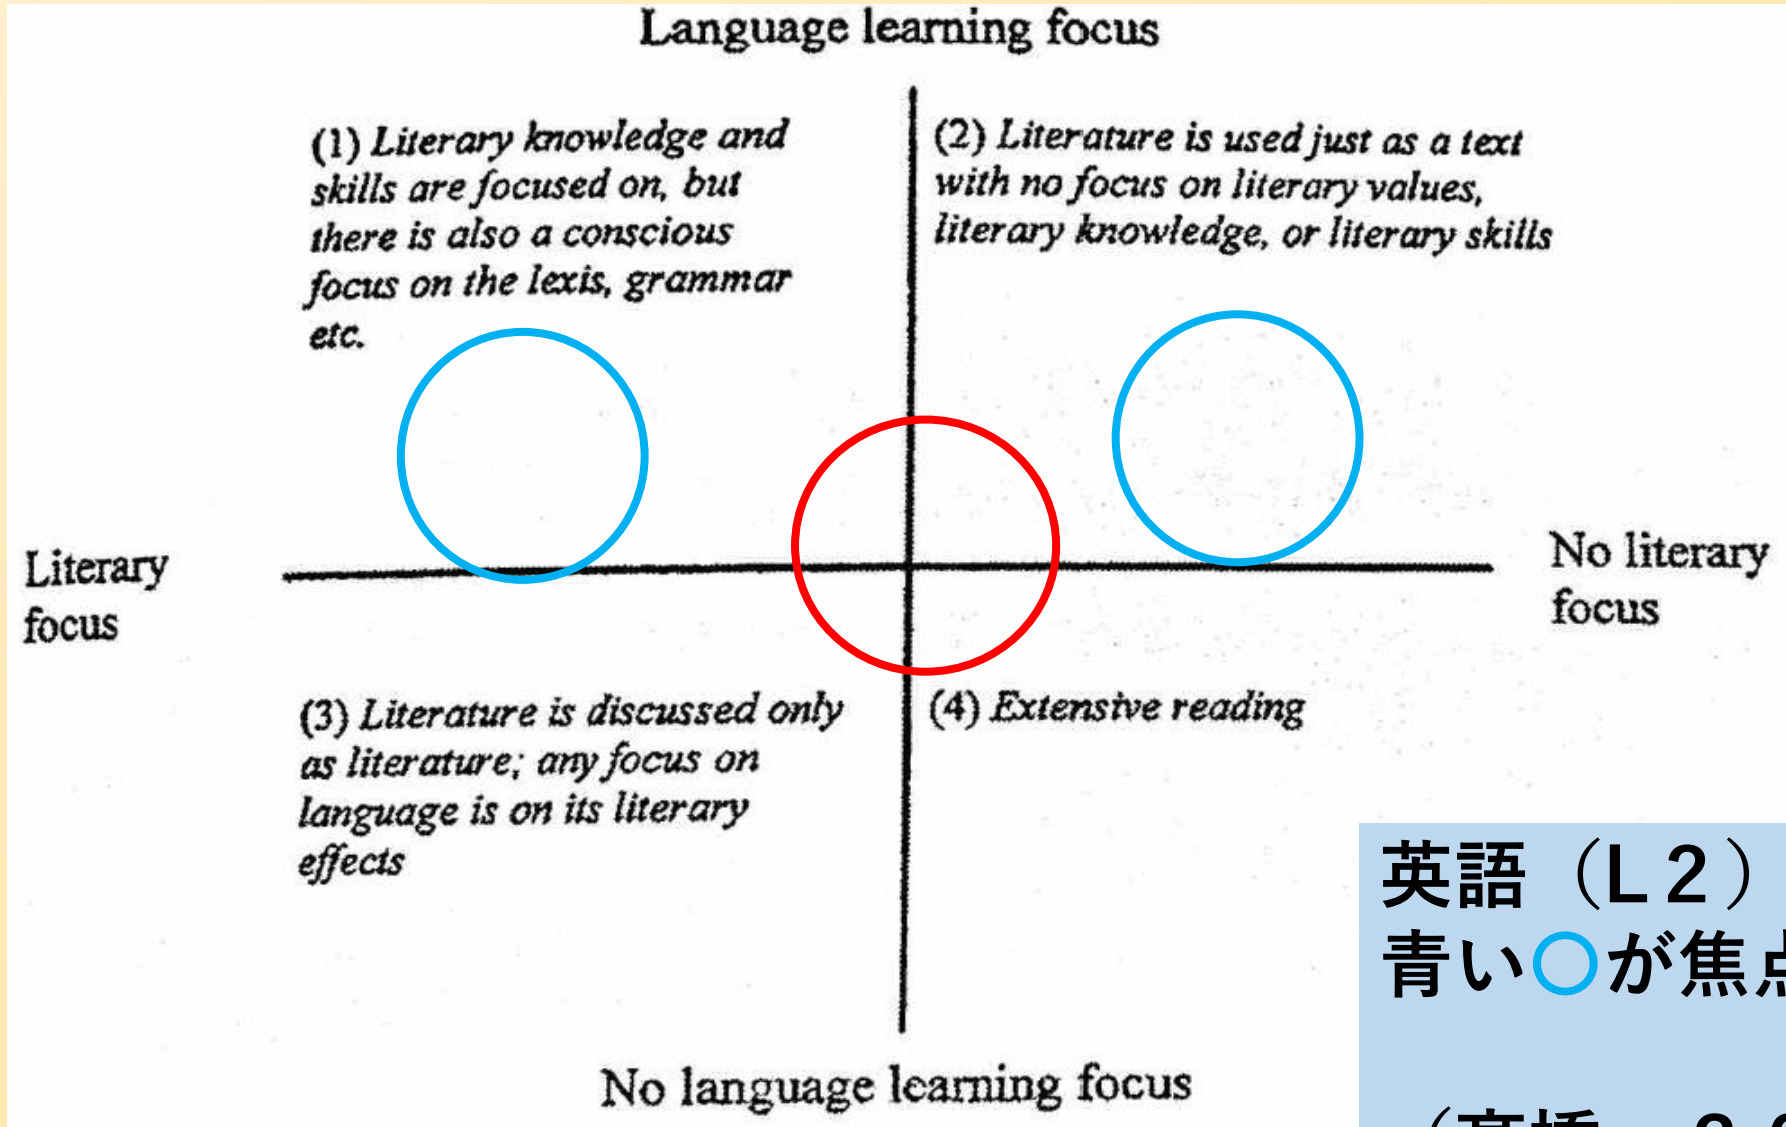 Language learning focus
(1) Literary knowledge and
skills are focused on, but
there is also a conscious
focus on the lexis, grammar
etc.
(2) Literature is used just as a text
with no focus on literary values,
literary knowledge, or literary skills
Literary
focus
No literary
focus
(3) Literature is discussed only
as literature; any focus on
language is on its literary
effects
(4) Extensive reading
No language learning focus
英語（L２）
青い○が焦点